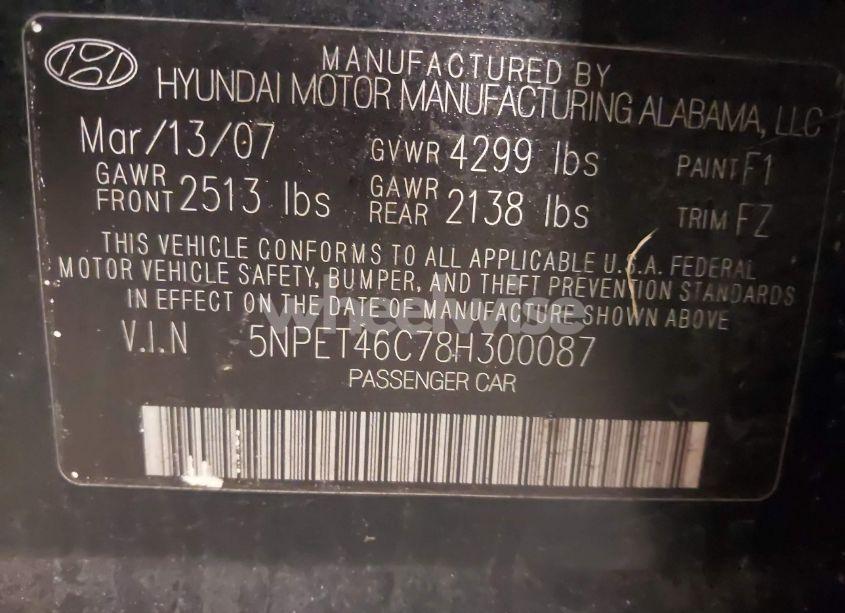 MANUFACTURED BY
HYUNDAI MOTOR MANUFACTURING ALABAMA, LLC
Mar/13/07 GVWR 4299 lbs PAINT F1
GAWR FRONT 2513 lbs GAWR REAR 2138 lbs TRIM FZ
THIS VEHICLE CONFORMS TO ALL APPLICABLE U.S.A. FEDERAL
MOTOR VEHICLE SAFETY, BUMPER, AND THEFT PREVENTION STANDARDS
IN EFFECT ON THE DATE OF MANUFACTURE SHOWN ABOVE
wheelwise
V.I.N 5NPET46C78H300087
PASSENGER CAR